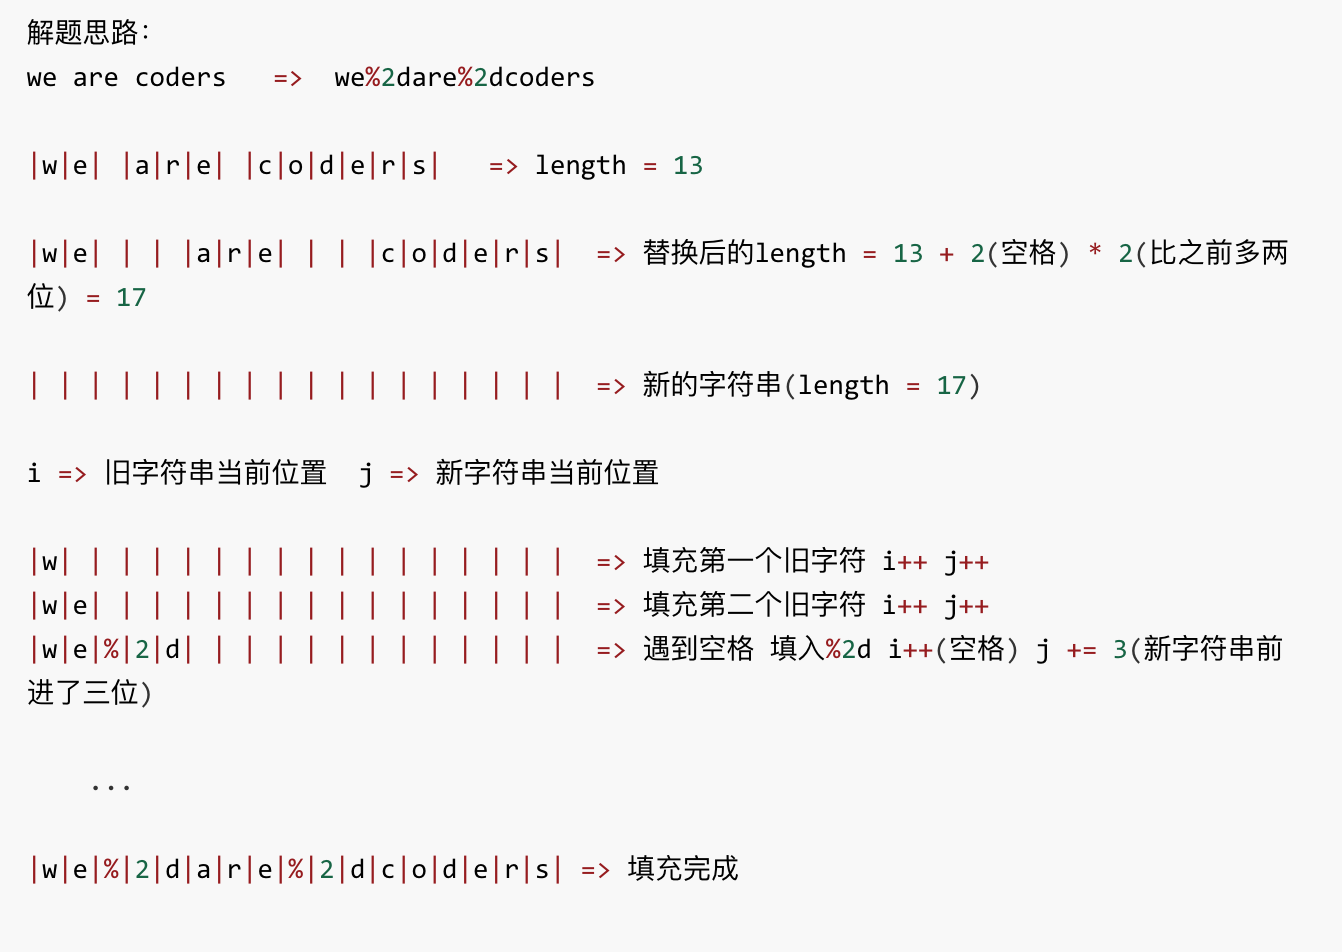 解题思路：
we are coders   =>  we%2dare%2dcoders
|w|e| |a|r|e| |c|o|d|e|r|s|   => length = 13
|w|e| | | |a|r|e| | | |c|o|d|e|r|s|  => 替换后的length = 13 + 2(空格) * 2(比之前多两
位) = 17
| | | | | | | | | | | | | | | | | |  => 新的字符串(length = 17)
i => 旧字符串当前位置  j => 新字符串当前位置
|w| | | | | | | | | | | | | | | | |  => 填充第一个旧字符 i++ j++
|w|e| | | | | | | | | | | | | | | |  => 填充第二个旧字符 i++ j++
|w|e|%|2|d| | | | | | | | | | | | |  => 遇到空格 填入%2d i++(空格) j += 3(新字符串前
进了三位)
...
|w|e|%|2|d|a|r|e|%|2|d|c|o|d|e|r|s| => 填充完成